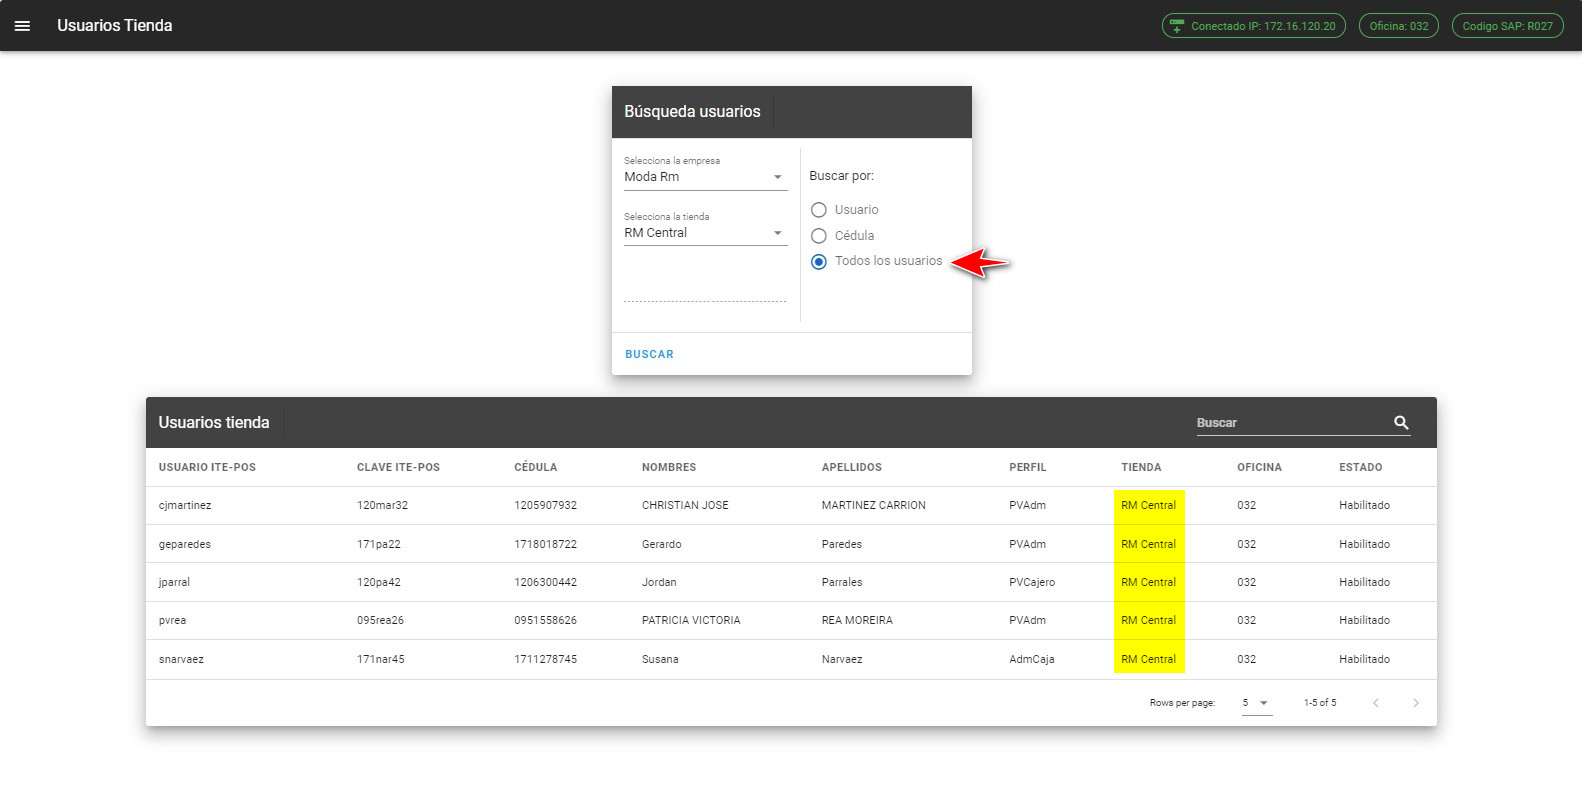 Usuarios Tienda
Conectado IP: 172.16.120.20
Oficina: 032
Codigo SAP: R027
Búsqueda usuarios
Selecciona la empresa
Moda Rm
Selecciona la tienda
RM Central
Buscar por:
Usuario
Cédula
Todos los usuarios
BUSCAR
Usuarios tienda
Buscar
USUARIO ITE-POS CLAVE ITE-POS CÉDULA NOMBRES APELLIDOS PERFIL TIENDA OFICINA ESTADO
cjmartinez 120mar32 1205907932 CHRISTIAN JOSE MARTINEZ CARRION PVAdm RM Central 032 Habilitado
geparedes 171pa22 1718018722 Gerardo Paredes PVAdm RM Central 032 Habilitado
jparral 120pa42 1206300442 Jordan Parrales PVCajero RM Central 032 Habilitado
pvrea 095rea26 0951558626 PATRICIA VICTORIA REA MOREIRA PVAdm RM Central 032 Habilitado
snarvaez 171nar45 1711278745 Susana Narvaez AdmCaja RM Central 032 Habilitado
Rows per page: 5 1-5 of 5